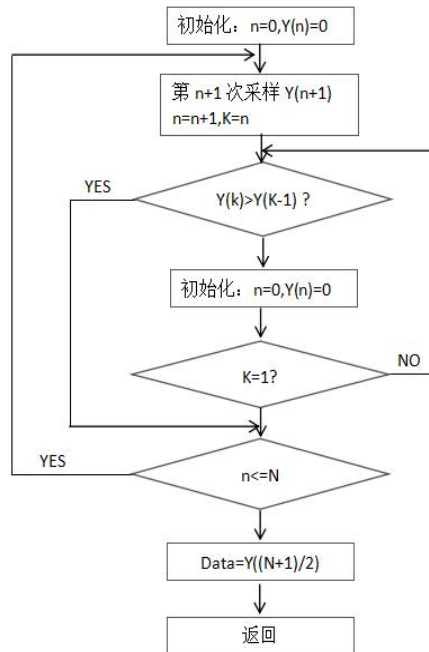 初始化：n=0,Y(n)=0
第 n+1 次采样 Y(n+1)
n=n+1,K=n
Y(k)>Y(K-1) ?
YES
初始化：n=0,Y(n)=0
K=1?
NO
YES
n<=N
Data=Y((N+1)/2)
返回